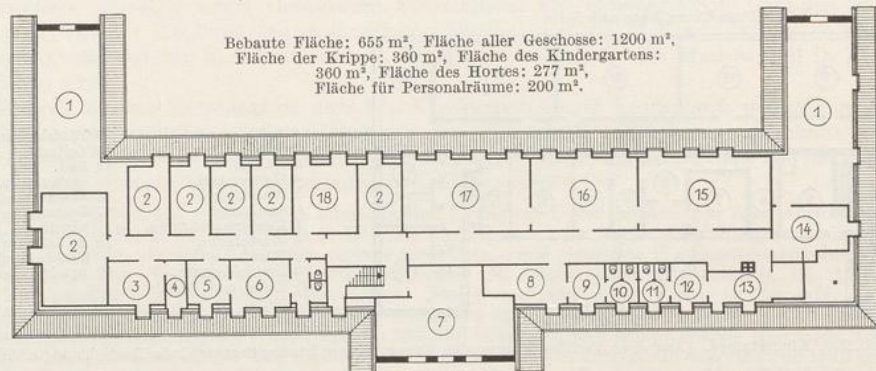 Bebaute Fläche: 655 m², Fläche aller Geschosse: 1200 m²,
Fläche der Krippe: 360 m², Fläche des Kindergartens:
360 m², Fläche des Hortes: 277 m²,
Fläche für Personalräume: 200 m².
1 1
2 2 2 2 18 2 17 16 15
2 14
3 4 5 6 8 9 10 11 12 13
7